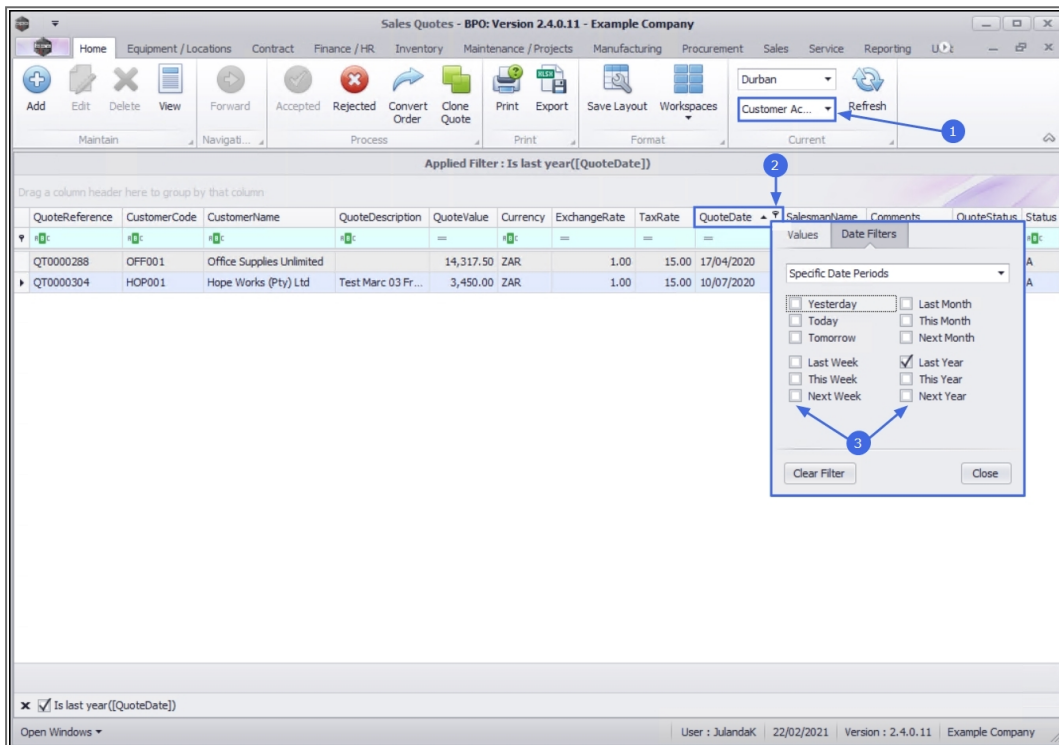 Sales Quotes - BPO: Version 2.4.0.11 - Example Company
Home Equipment / Locations Contract Finance / HR Inventory Maintenance / Projects Manufacturing Procurement Sales Service Reporting
Add Edit Delete View Forward Accepted Rejected Convert Order Clone Quote Print Export Save Layout Workspaces Durban Customer Ac... Refresh
1
Maintain Navigati... Process Print Format Current
Applied Filter : Is last year([QuoteDate])
2
Drag a column header here to group by that column
QuoteReference CustomerCode CustomerName QuoteDescription QuoteValue Currency ExchangeRate TaxRate QuoteDate SalesmanName Comments QuoteStatus Status
QT0000288 OFF001 Office Supplies Unlimited 14,317.50 ZAR 1.00 15.00 17/04/2020 A
QT0000304 HOP001 Hope Works (Pty) Ltd Test Marc 03 Fr... 3,450.00 ZAR 1.00 15.00 10/07/2020 A
Values Date Filters
Specific Date Periods
Yesterday Last Month
Today This Month
Tomorrow Next Month
Last Week Last Year
This Week This Year
Next Week Next Year
3
Clear Filter Close
Is last year([QuoteDate])
Open Windows User : JulandaK 22/02/2021 Version : 2.4.0.11 Example Company